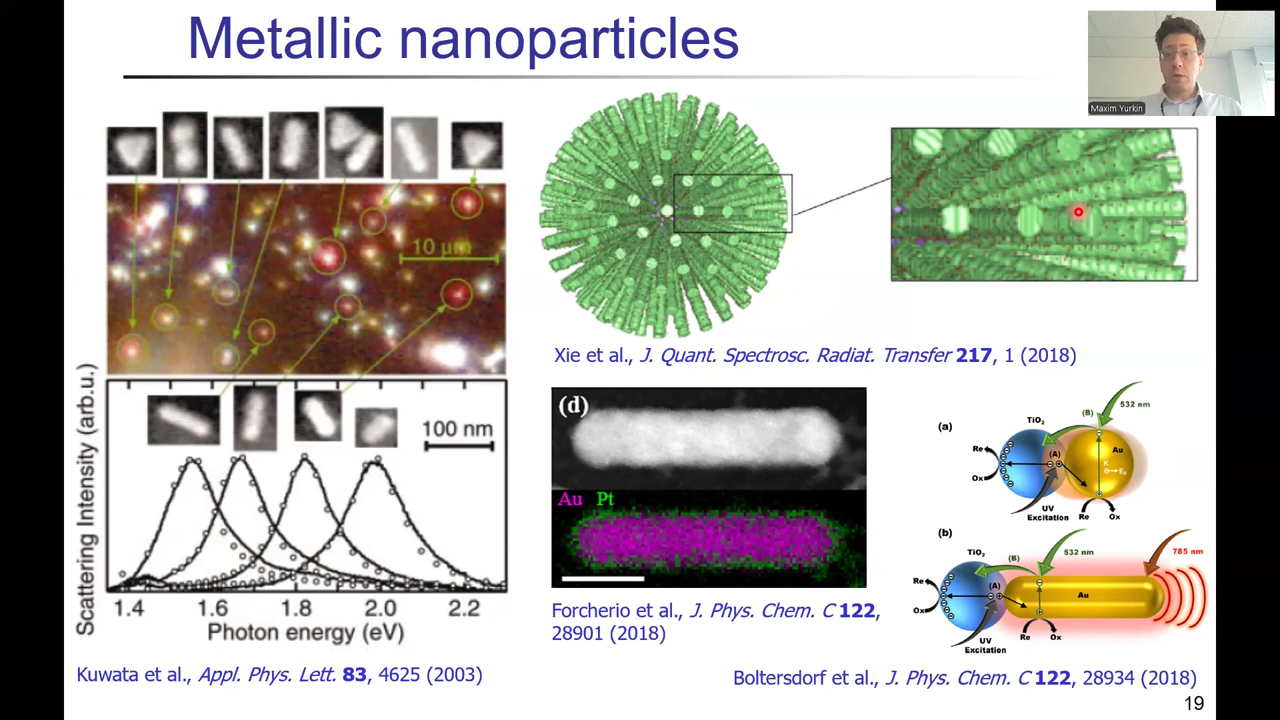 Metallic nanoparticles
Maxim Yurkin
10 μm
100 nm
Scattering Intensity (arb.u.)
1.4 1.6 1.8 2.0 2.2
Photon energy (eV)
Kuwata et al., Appl. Phys. Lett. 83, 4625 (2003)
Xie et al., J. Quant. Spectrosc. Radiat. Transfer 217, 1 (2018)
(d)
Au Pt
Forcherio et al., J. Phys. Chem. C 122,
28901 (2018)
(a)
532 nm
(B)
TiO2
Au
Re
(A)
Ox
UV
Excitation
Re Ox
(b)
TiO2
(B)
532 nm
785 nm
Re
(A)
Au
Ox
Re Ox
UV
Excitation
Boltersdorf et al., J. Phys. Chem. C 122, 28934 (2018)
19